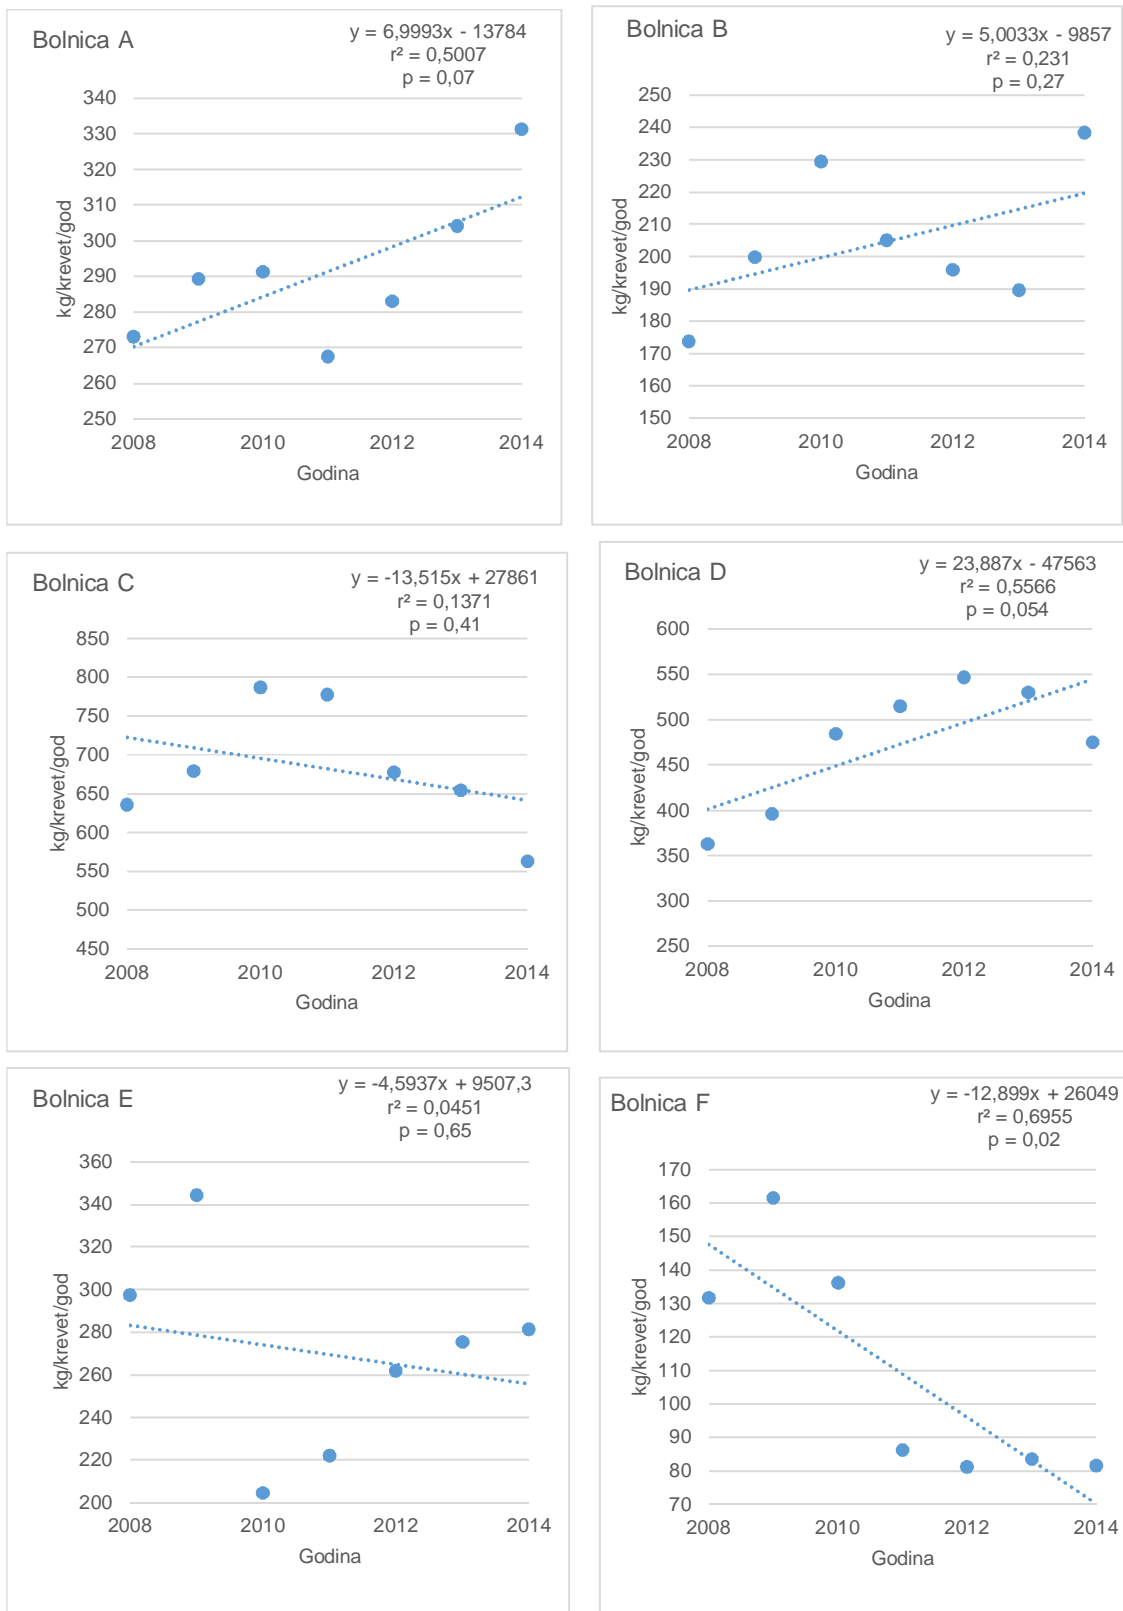 Bolnica A
y = 6,9993x - 13784
r² = 0,5007
p = 0,07
340
330
320
310
300
290
280
270
260
250
kg/krevet/god
2008 2010 2012 2014
Godina
Bolnica B
y = 5,0033x - 9857
r² = 0,231
p = 0,27
250
240
230
220
210
200
190
180
170
160
150
kg/krevet/god
2008 2010 2012 2014
Godina
Bolnica C
y = -13,515x + 27861
r² = 0,1371
p = 0,41
850
800
750
700
650
600
550
500
450
kg/krevet/god
2008 2010 2012 2014
Godina
Bolnica D
y = 23,887x - 47563
r² = 0,5566
p = 0,054
600
550
500
450
400
350
300
250
kg/krevet/god
2008 2010 2012 2014
Godina
Bolnica E
y = -4,5937x + 9507,3
r² = 0,0451
p = 0,65
360
340
320
300
280
260
240
220
200
kg/krevet/god
2008 2010 2012 2014
Godina
Bolnica F
y = -12,899x + 26049
r² = 0,6955
p = 0,02
170
160
150
140
130
120
110
100
90
80
70
kg/krevet/god
2008 2010 2012 2014
Godina